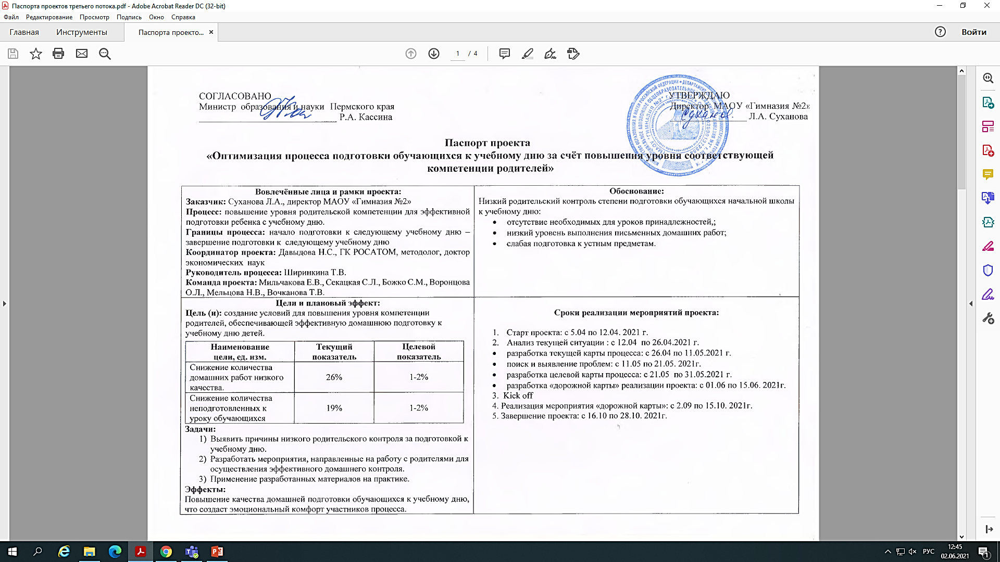 Паспорта проектов третьего потока.pdf - Adobe Acrobat Reader DC (32-bit)
Файл Редактирование Просмотр Подпись Окно Справка
Главная Инструменты Паспорта проекто... × Войти
1 / 4
СОГЛАСОВАНО
Министр образования и науки Пермского края
Р.А. Кассина
УТВЕРЖДАЮ
Директор МАОУ «Гимназия №2»
Л.А. Суханова
Паспорт проекта
«Оптимизация процесса подготовки обучающихся к учебному дню за счёт повышения уровня соответствующей
компетенции родителей»
Вовлечённые лица и рамки проекта:
Заказчик: Суханова Л.А., директор МАОУ «Гимназия №2»
Процесс: повышение уровня родительской компетенции для эффективной
подготовки ребенка с учебному дню.
Границы процесса: начало подготовки к следующему учебному дню –
завершение подготовки к следующему учебному дню
Координатор проекта: Давыдова Н.С., ГК РОСАТОМ, методолог, доктор
экономических наук
Руководитель процесса: Ширинкина Т.В.
Команда проекта: Мильчакова Е.В., Секацкая С.Л., Божко С.М., Воронцова
О.Л., Мельцова Н.В., Вочканова Т.В.
Обоснование:
Низкий родительский контроль степени подготовки обучающихся начальной школы
к учебному дню:
• отсутствие необходимых для уроков принадлежностей,;
• низкий уровень выполнения письменных домашних работ;
• слабая подготовка к устным предметам.
Цели и плановый эффект:
Цель (и): создание условий для повышения уровня компетенции
родителей, обеспечивающей эффективную домашнюю подготовку к
учебному дню детей.
Наименование
цели, ед. изм.
Текущий
показатель
Целевой
показатель
Снижение количества
домашних работ низкого
качества.
26%
1-2%
Снижение количества
неподготовленных к
уроку обучающихся
19%
1-2%
Задачи:
1) Выявить причины низкого родительского контроля за подготовкой к
учебному дню.
2) Разработать мероприятия, направленные на работу с родителями для
осуществления эффективного домашнего контроля.
3) Применение разработанных материалов на практике.
Эффекты:
Повышение качества домашней подготовки обучающихся к учебному дню,
что создаст эмоциональный комфорт участников процесса.
Сроки реализации мероприятий проекта:
1. Старт проекта: с 5.04 по 12.04. 2021 г.
2. Анализ текущей ситуации : с 12.04 по 26.04.2021 г.
• разработка текущей карты процесса: с 26.04 по 11.05.2021 г.
• поиск и выявление проблем: с 11.05 по 21.05. 2021г.
• разработка целевой карты процесса: с 21.05 по 31.05.2021 г.
• разработка «дорожной карты» реализации проекта: с 01.06 по 15.06. 2021г.
3. Kick off
4. Реализация мероприятия «дорожной карты»: с 2.09 по 15.10. 2021г.
5. Завершение проекта: с 16.10 по 28.10. 2021г.
РУС
12:45
02.06.2021
1